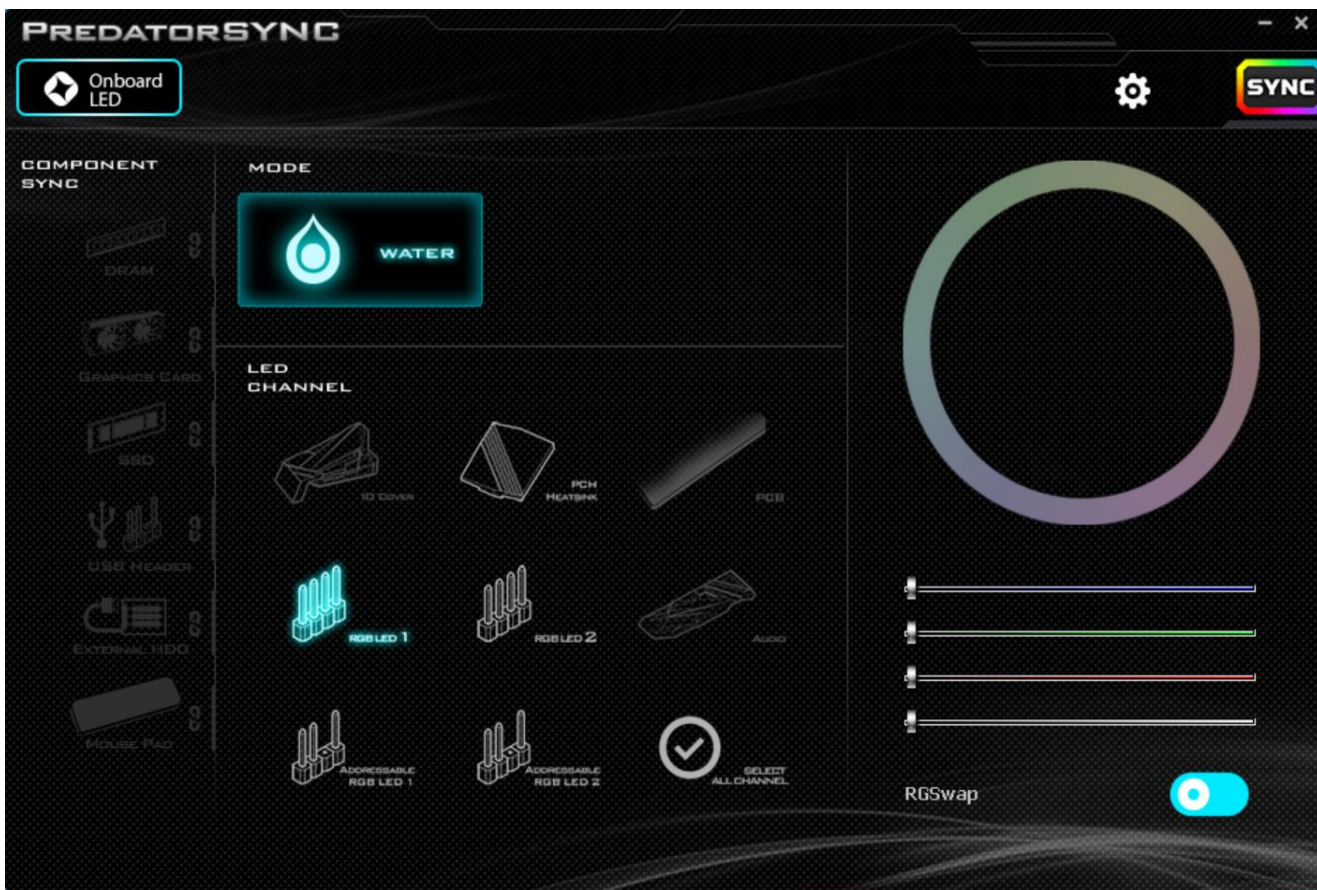 PREDATORSYNC
Onboard
LED
SYNC
COMPONENT
SYNC
DRAM
GRAPHICS CARD
SSD
USB HEADER
EXTERNAL HDD
MOUSE PAD
MODE
WATER
LED
CHANNEL
IO COVER
PCH
HEATSINK
PCB
RGB LED 1
RGB LED 2
AUDIO
ADDRESSABLE
RGB LED 1
ADDRESSABLE
RGB LED 2
SELECT
ALL CHANNEL
RGSwap